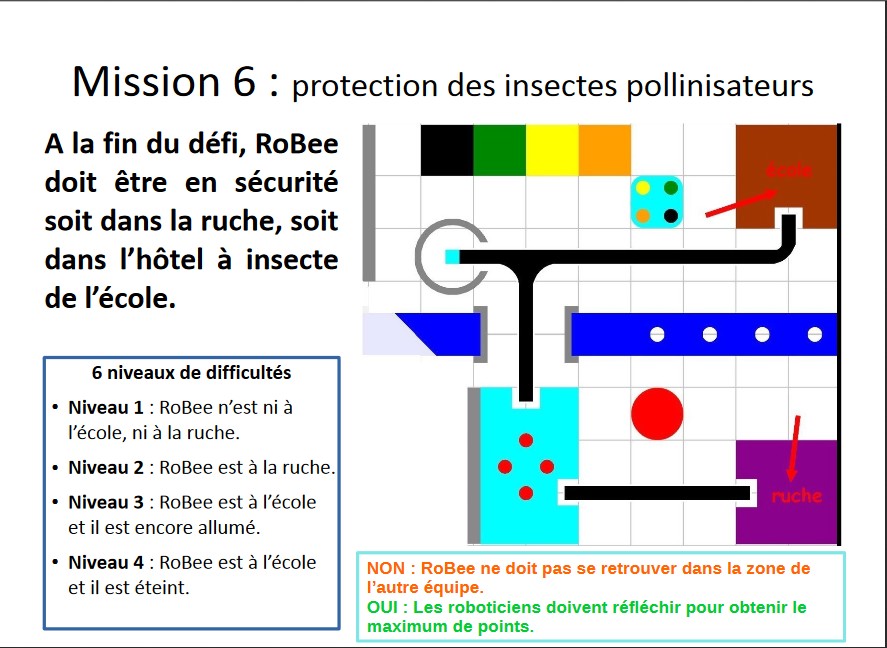 Mission 6 : protection des insectes pollinisateurs
A la fin du défi, RoBee
doit être en sécurité
soit dans la ruche, soit
dans l’hôtel à insecte
de l’école.
école
6 niveaux de difficultés
• Niveau 1 : RoBee n’est ni à
l’école, ni à la ruche.
• Niveau 2 : RoBee est à la ruche.
• Niveau 3 : RoBee est à l’école
et il est encore allumé.
• Niveau 4 : RoBee est à l’école
et il est éteint.
ruche
NON : RoBee ne doit pas se retrouver dans la zone de
l’autre équipe.
OUI : Les roboticiens doivent réfléchir pour obtenir le
maximum de points.